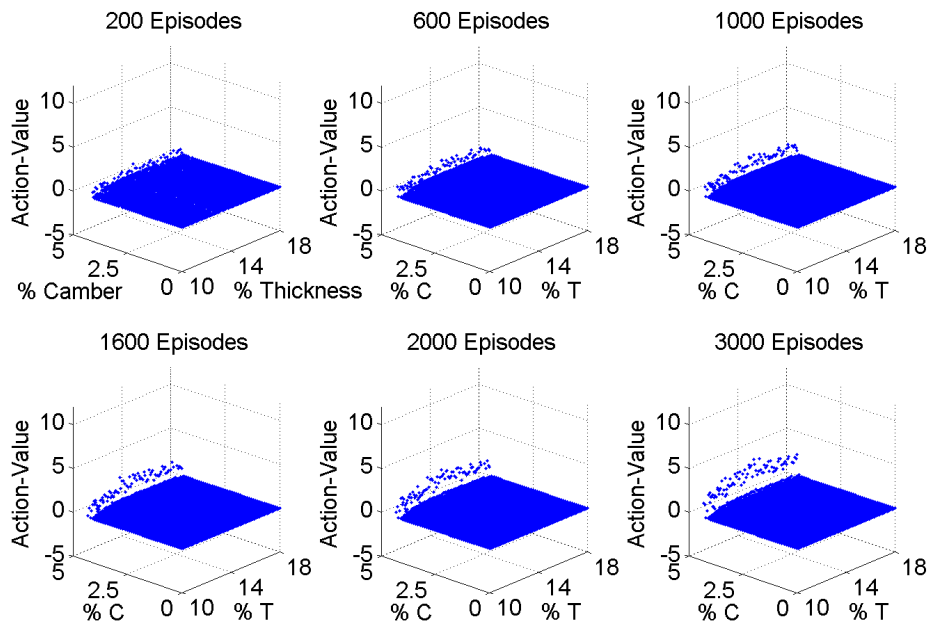 200 Episodes
600 Episodes
1000 Episodes
Action-Value
10
5
0
-5
5
2.5
0
10
14
18
% Camber
% Thickness
Action-Value
10
5
0
-5
5
2.5
0
10
14
18
% C
% T
Action-Value
10
5
0
-5
5
2.5
0
10
14
18
% C
% T
1600 Episodes
2000 Episodes
3000 Episodes
Action-Value
10
5
0
-5
5
2.5
0
10
14
18
% C
% T
Action-Value
10
5
0
-5
5
2.5
0
10
14
18
% C
% T
Action-Value
10
5
0
-5
5
2.5
0
10
14
18
% C
% T